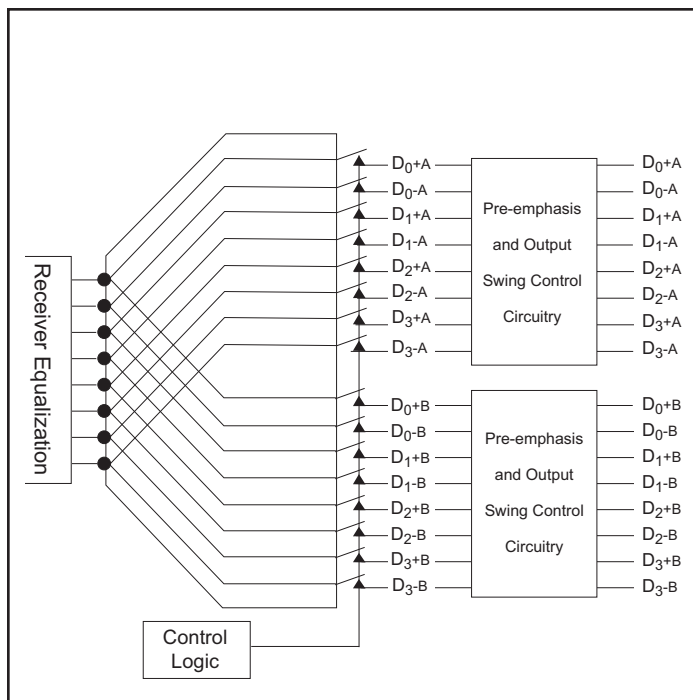 Receiver Equalization
D0+A
D0-A
D1+A
D1-A
D2+A
D2-A
D3+A
D3-A
Pre-emphasis
and Output
Swing Control
Circuitry
D0+A
D0-A
D1+A
D1-A
D2+A
D2-A
D3+A
D3-A
D0+B
D0-B
D1+B
D1-B
D2+B
D2-B
D3+B
D3-B
Pre-emphasis
and Output
Swing Control
Circuitry
D0+B
D0-B
D1+B
D1-B
D2+B
D2-B
D3+B
D3-B
Control
Logic